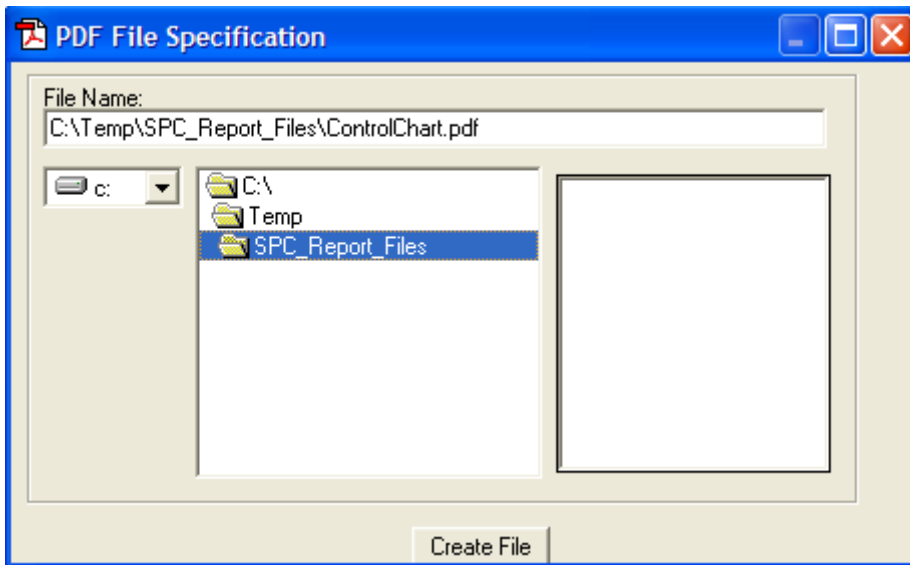 PDF File Specification
File Name:
C:\Temp\SPC_Report_Files\ControlChart.pdf
c:
C:\
Temp
SPC_Report_Files
Create File